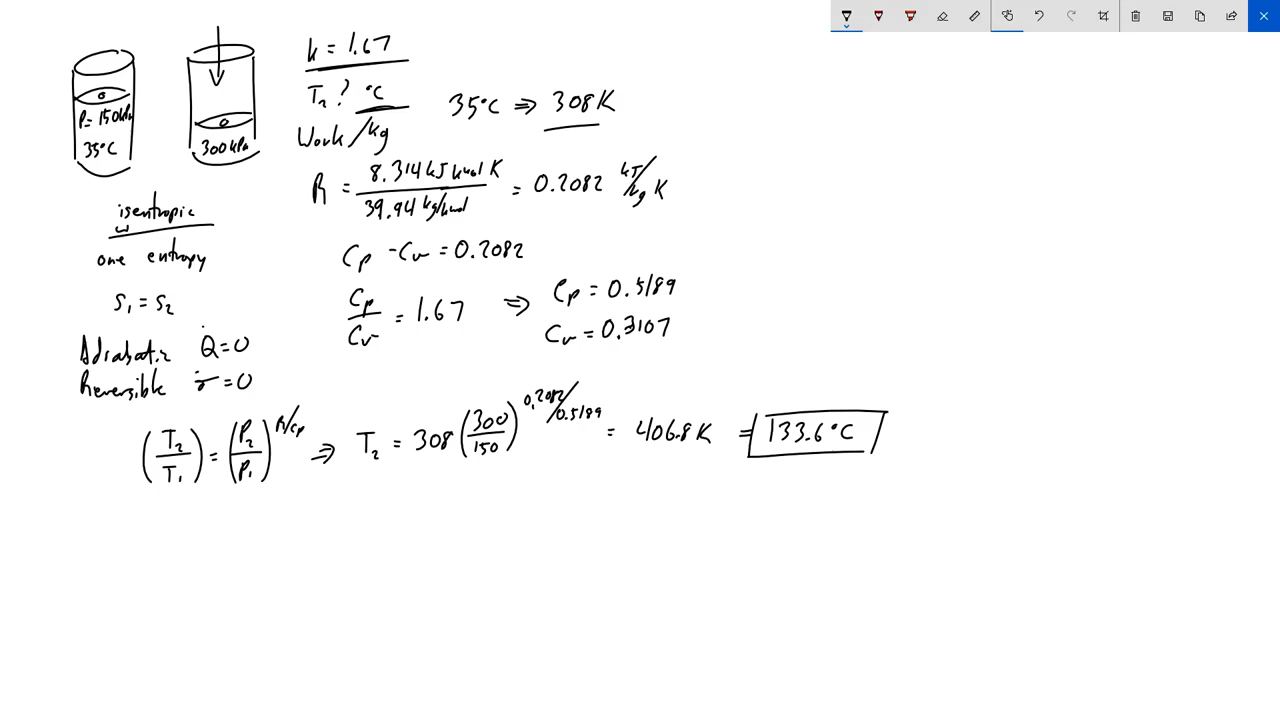 P = 150kPa
35°C
300kPa
isentropic
one entropy
S₁ = S₂
Adiabatic Q̇=0
Reversible σ̇=0
k = 1.67
T₂ ? °C
Work/kg
35°C ⇒ 308K
R = 8.314 kJ kmol K / 39.94 kg/kmol = 0.2082 kJ/kg K
Cp - Cv = 0.2082
Cp/Cv = 1.67 ⇒ Cp = 0.5189
Cv = 0.3107
(T₂/T₁) = (P₂/P₁)^R/Cp ⇒ T₂ = 308 (300/150)^0.2082/0.5189 = 406.8K = 133.6°C